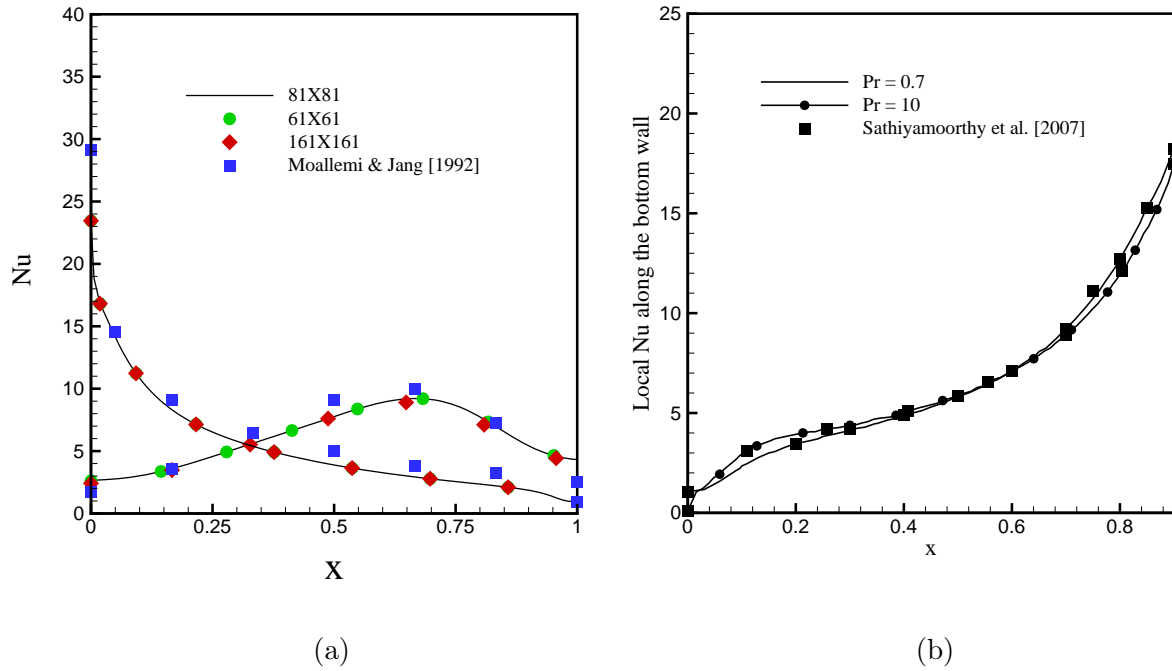 40
35
30
25
20
15
10
5
0
Nu
0
0.25
0.5
0.75
1
X
81X81
61X61
161X161
Moallemi & Jang [1992]
(a)
25
20
15
10
5
0
Local Nu along the bottom wall
0
0.2
0.4
0.6
0.8
x
Pr = 0.7
Pr = 10
Sathiyamoorthy et al. [2007]
(b)